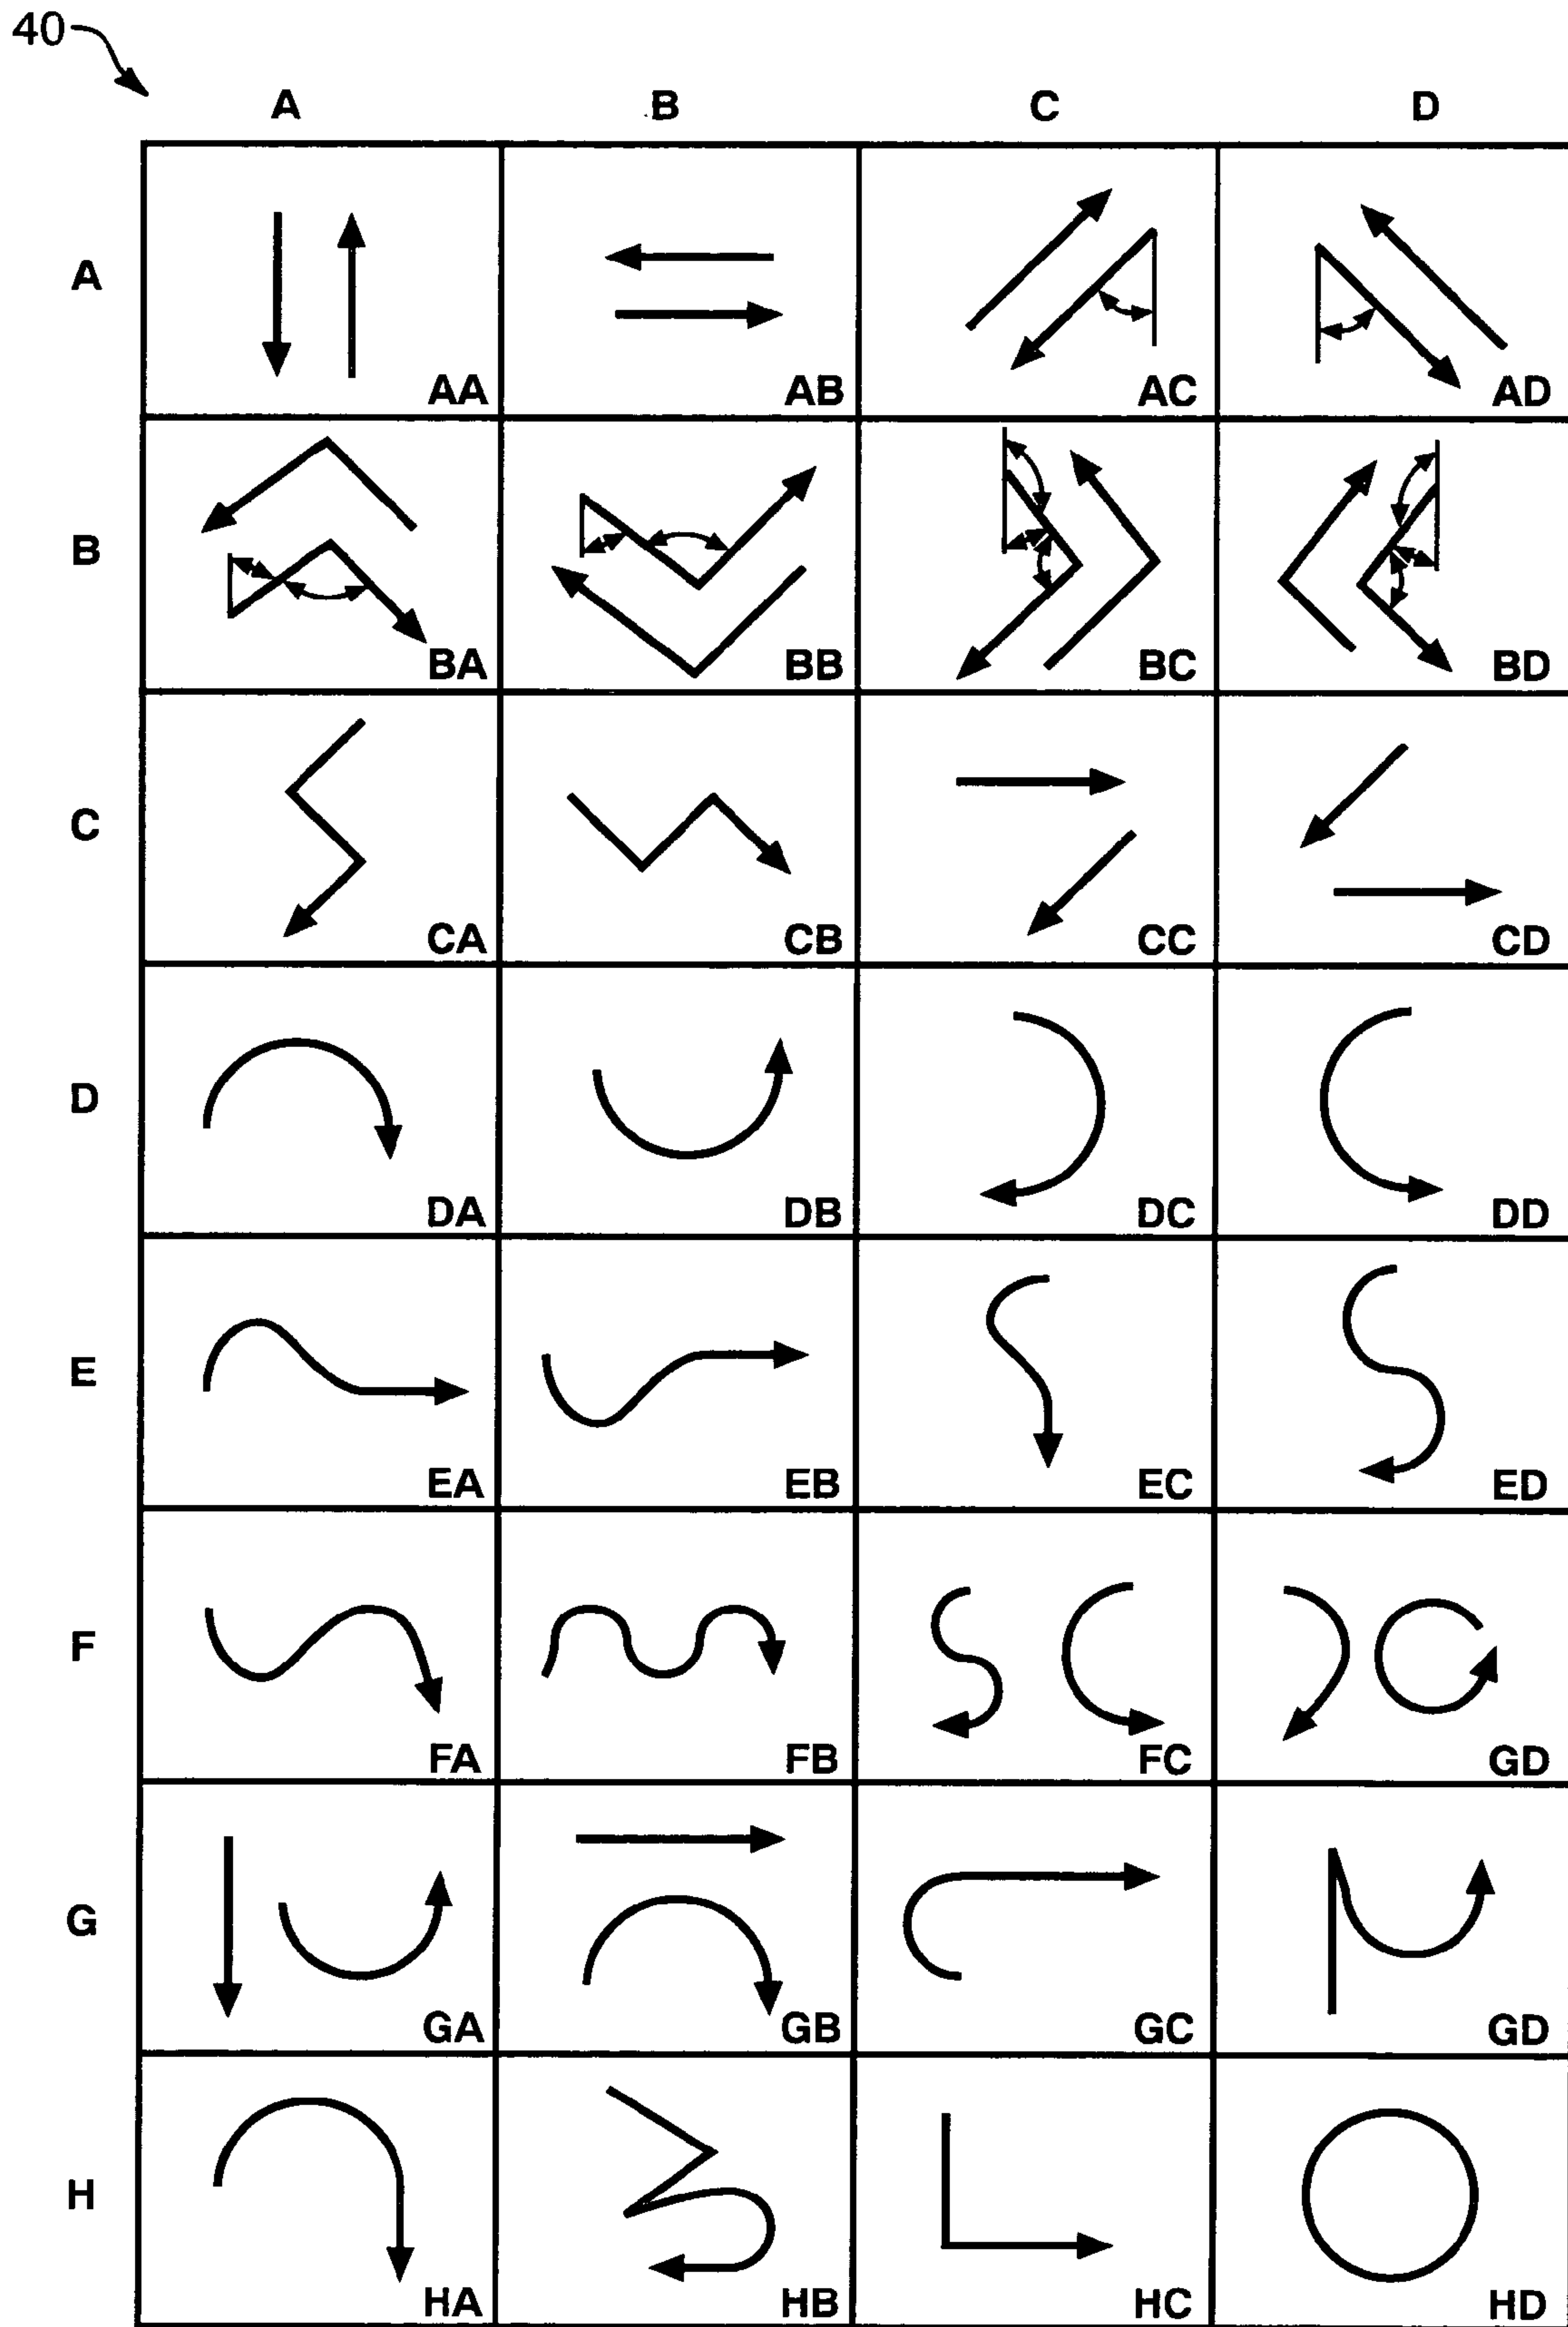 40
A B C D
A
AA AB AC AD
B
BA BB BC BD
C
CA CB CC CD
D
DA DB DC DD
E
EA EB EC ED
F
FA FB FC GD
G
GA GB GC GD
H
HA HB HC HD